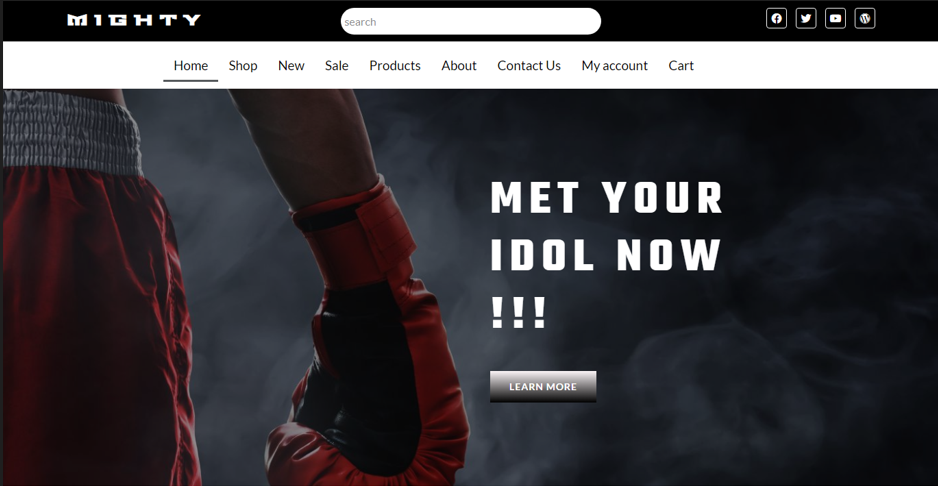 MIGHTY
search
Home Shop New Sale Products About Contact Us My account Cart
MET YOUR
IDOL NOW
!!!
LEARN MORE